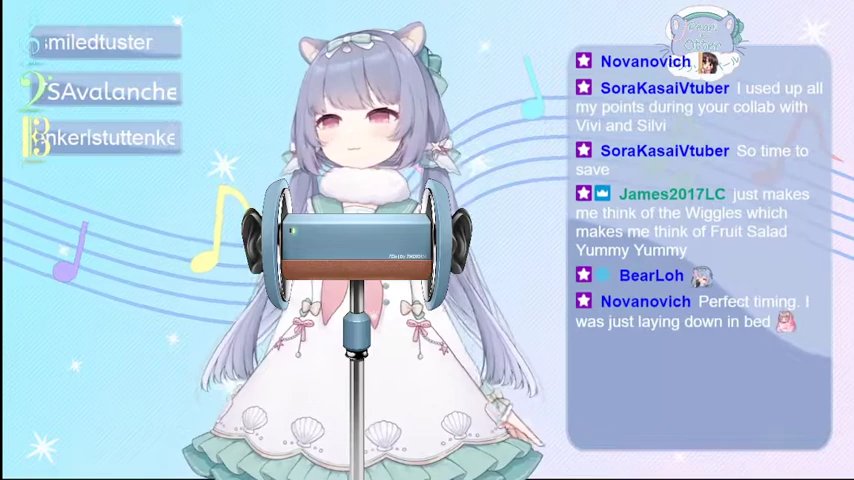 smiledtuster
SAvalanche
nkerlstuttenke
Otter
Novanovich
SoraKasaiVtuber I used up all
my points during your collab with
Vivi and Silvi
SoraKasaiVtuber So time to
save
James2017LC just makes
me think of the Wiggles which
makes me think of Fruit Salad
Yummy Yummy
BearLoh
Novanovich Perfect timing. I
was just laying down in bed